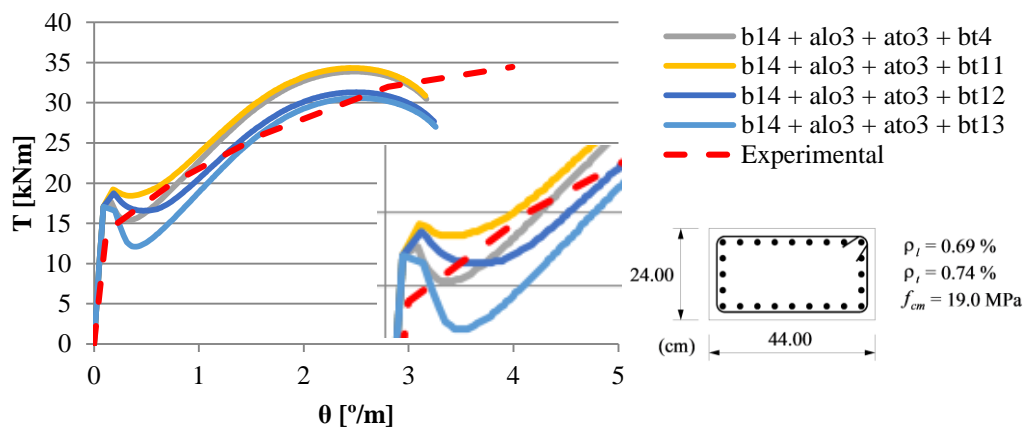 40
35
30
25
20
15
10
5
0
T [kNm]
0 1 2 3 4 5
θ [º/m]
b14 + alo3 + ato3 + bt4
b14 + alo3 + ato3 + bt11
b14 + alo3 + ato3 + bt12
b14 + alo3 + ato3 + bt13
Experimental
24.00
(cm)
44.00
ρl = 0.69 %
ρt = 0.74 %
fcm = 19.0 MPa